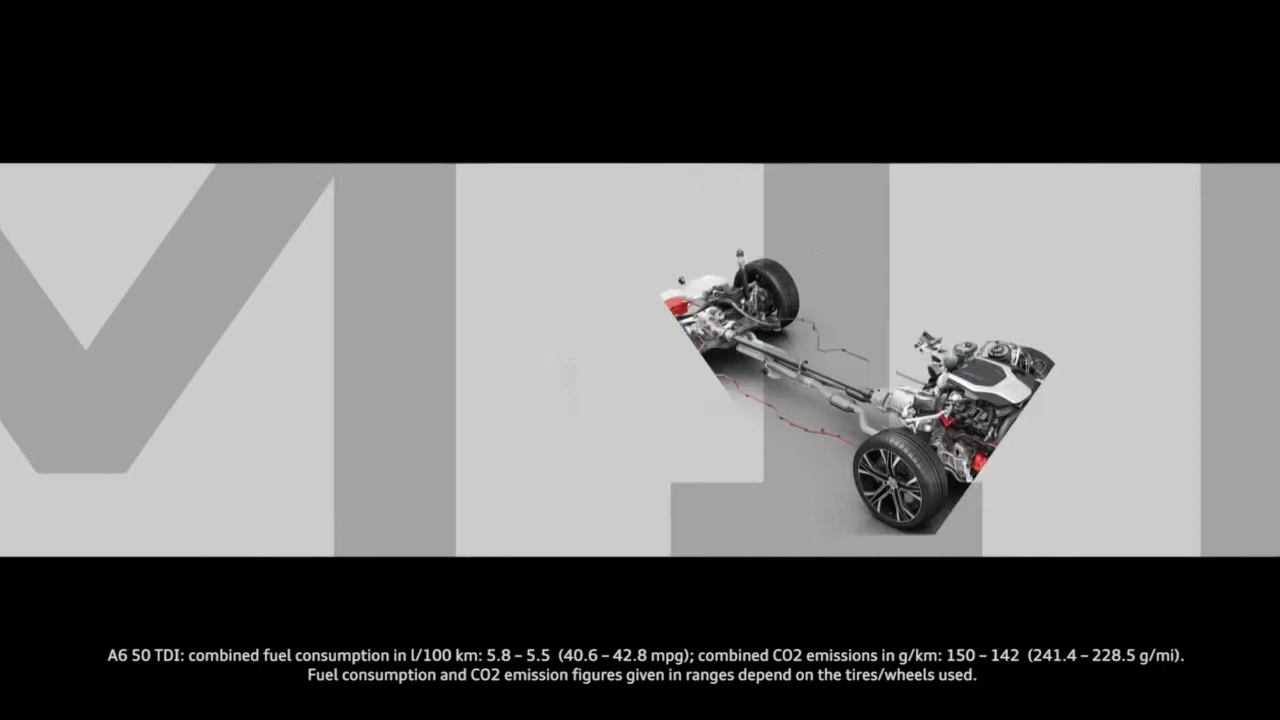 A6 50 TDI: combined fuel consumption in l/100 km: 5.8 – 5.5 (40.6 – 42.8 mpg); combined CO2 emissions in g/km: 150 – 142 (241.4 – 228.5 g/mi).
Fuel consumption and CO2 emission figures given in ranges depend on the tires/wheels used.